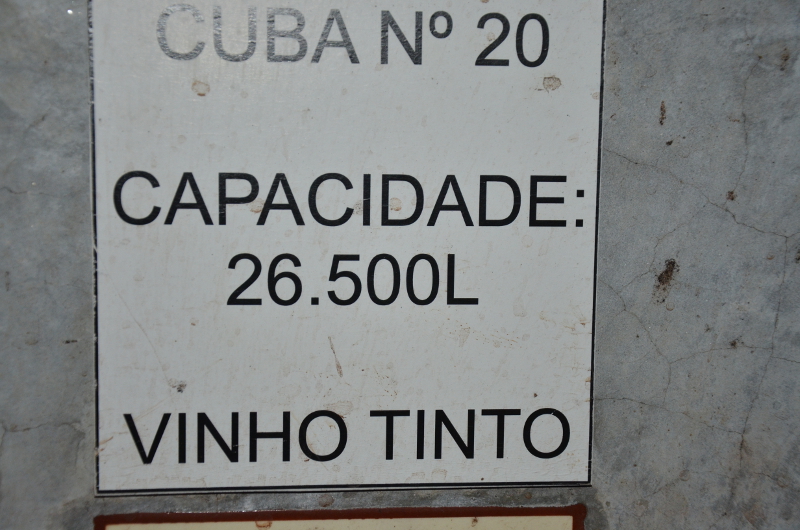 CUBA Nº 20
CAPACIDADE:
26.500L
VINHO TINTO